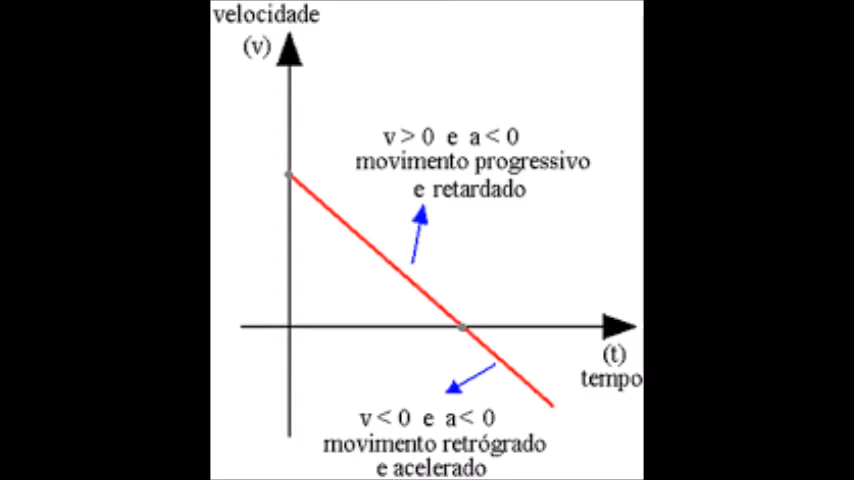 velocidade
(v)
v > 0 e a < 0
movimento progressivo
e retardado
(t)
tempo
v < 0 e a < 0
movimento retrógrado
e acelerado